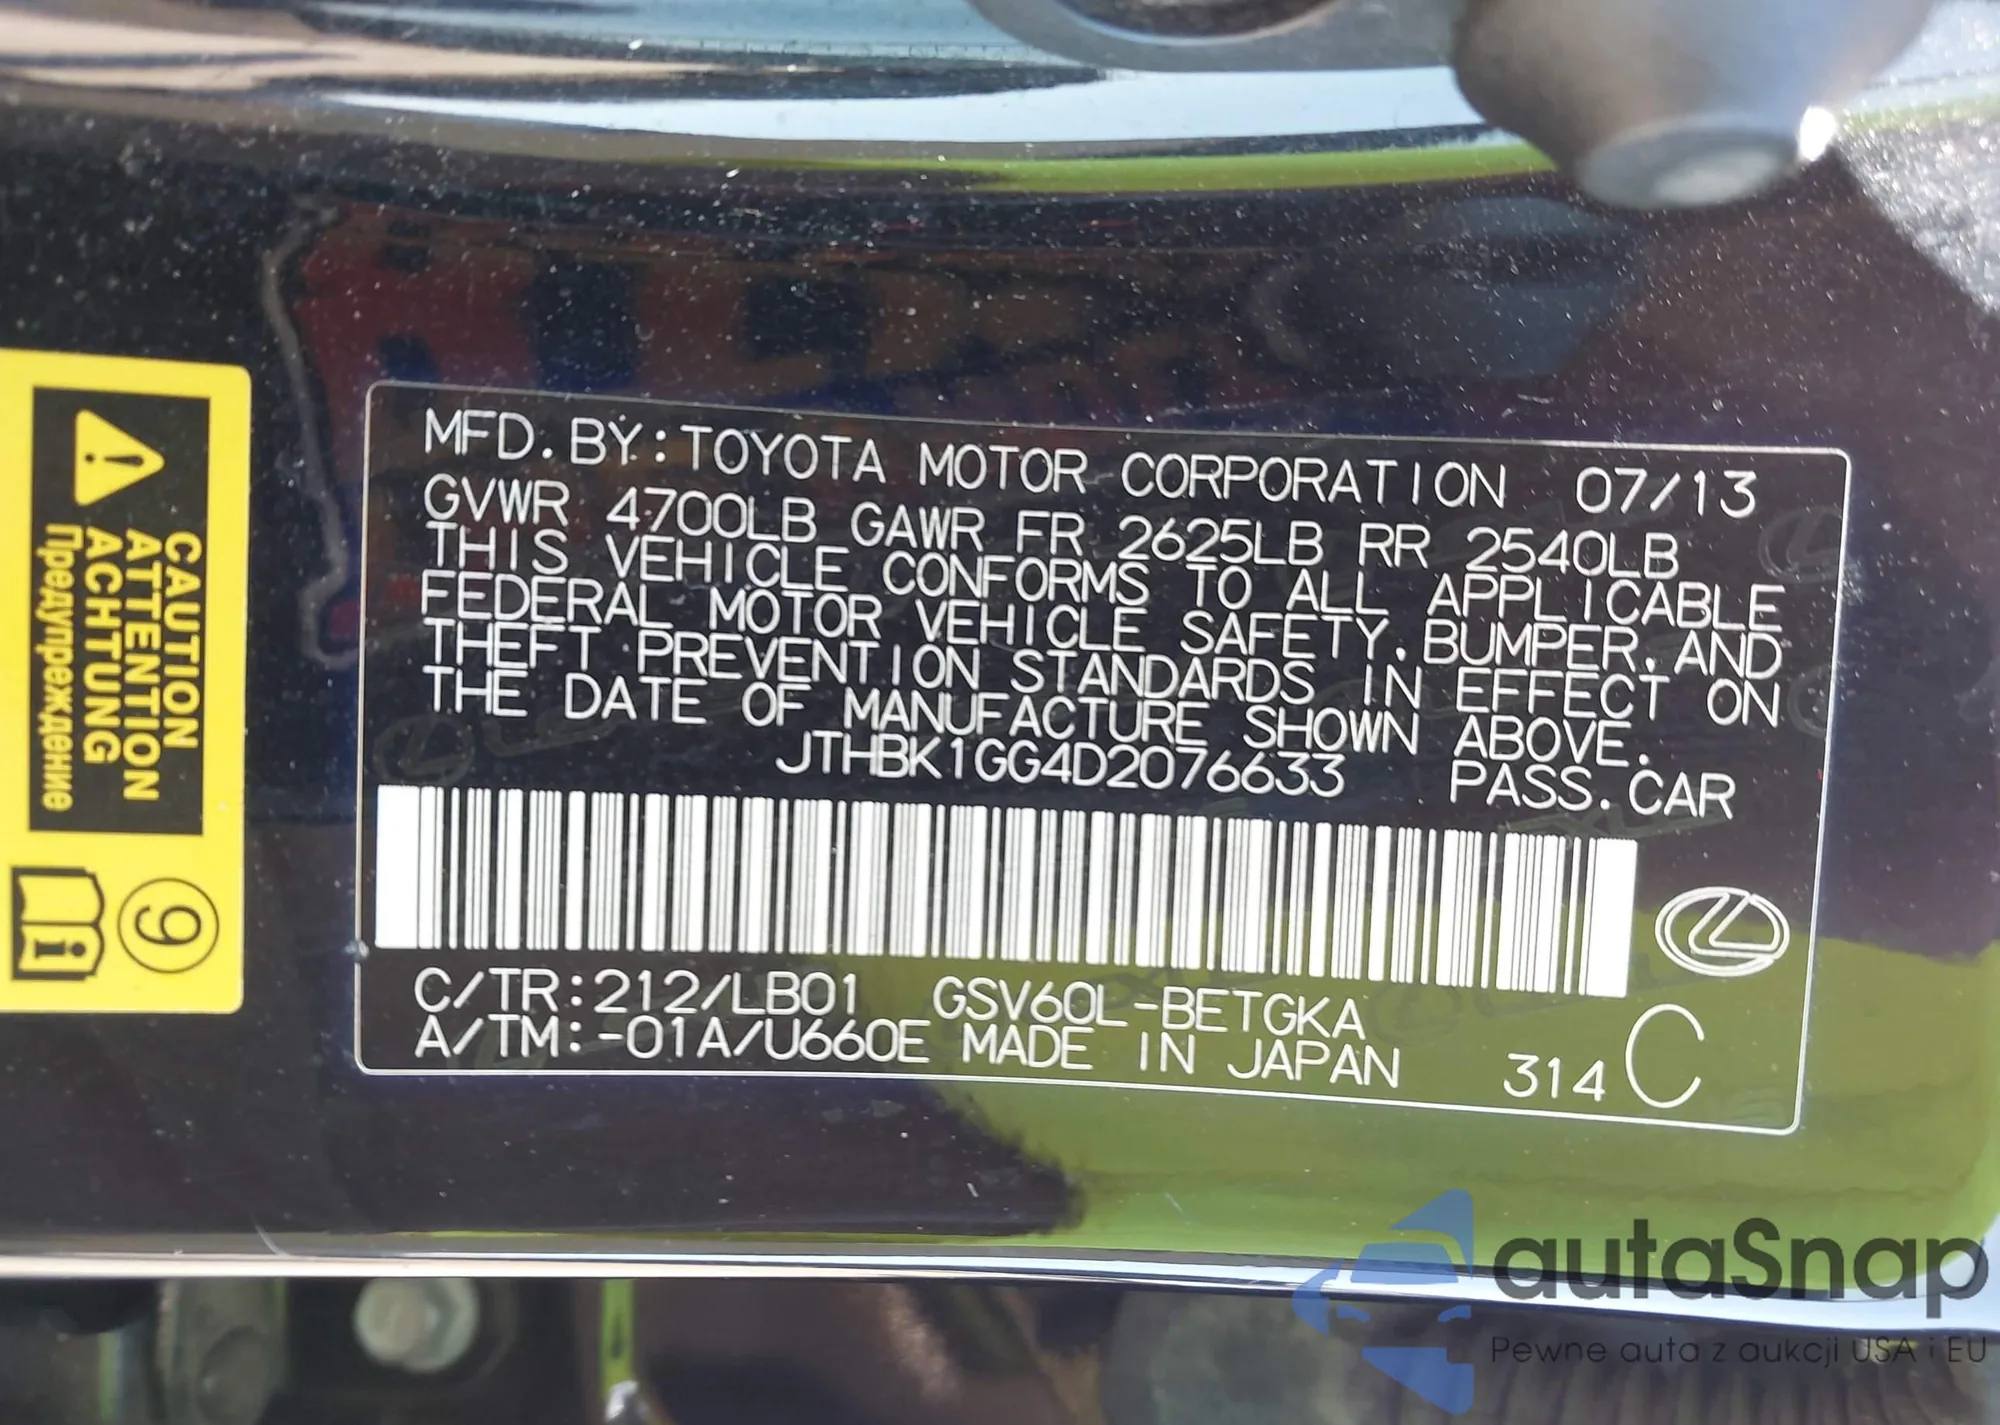 MFD. BY: TOYOTA MOTOR CORPORATION 07/13
GVWR 4700LB GAWR FR 2625LB RR 2540LB
THIS VEHICLE CONFORMS TO ALL APPLICABLE
FEDERAL MOTOR VEHICLE SAFETY, BUMPER, AND
THEFT PREVENTION STANDARDS IN EFFECT ON
THE DATE OF MANUFACTURE SHOWN ABOVE.
JTHBK1GG4D2076633 PASS. CAR
C/TR: 212/LB01 GSV60L-BETGKA
A/TM: -01A/U660E MADE IN JAPAN 314 C
CAUTION
ATTENTION
ACHTUNG
Предупреждение
9
autaSnap
Pewne auta z aukcji USA i EU